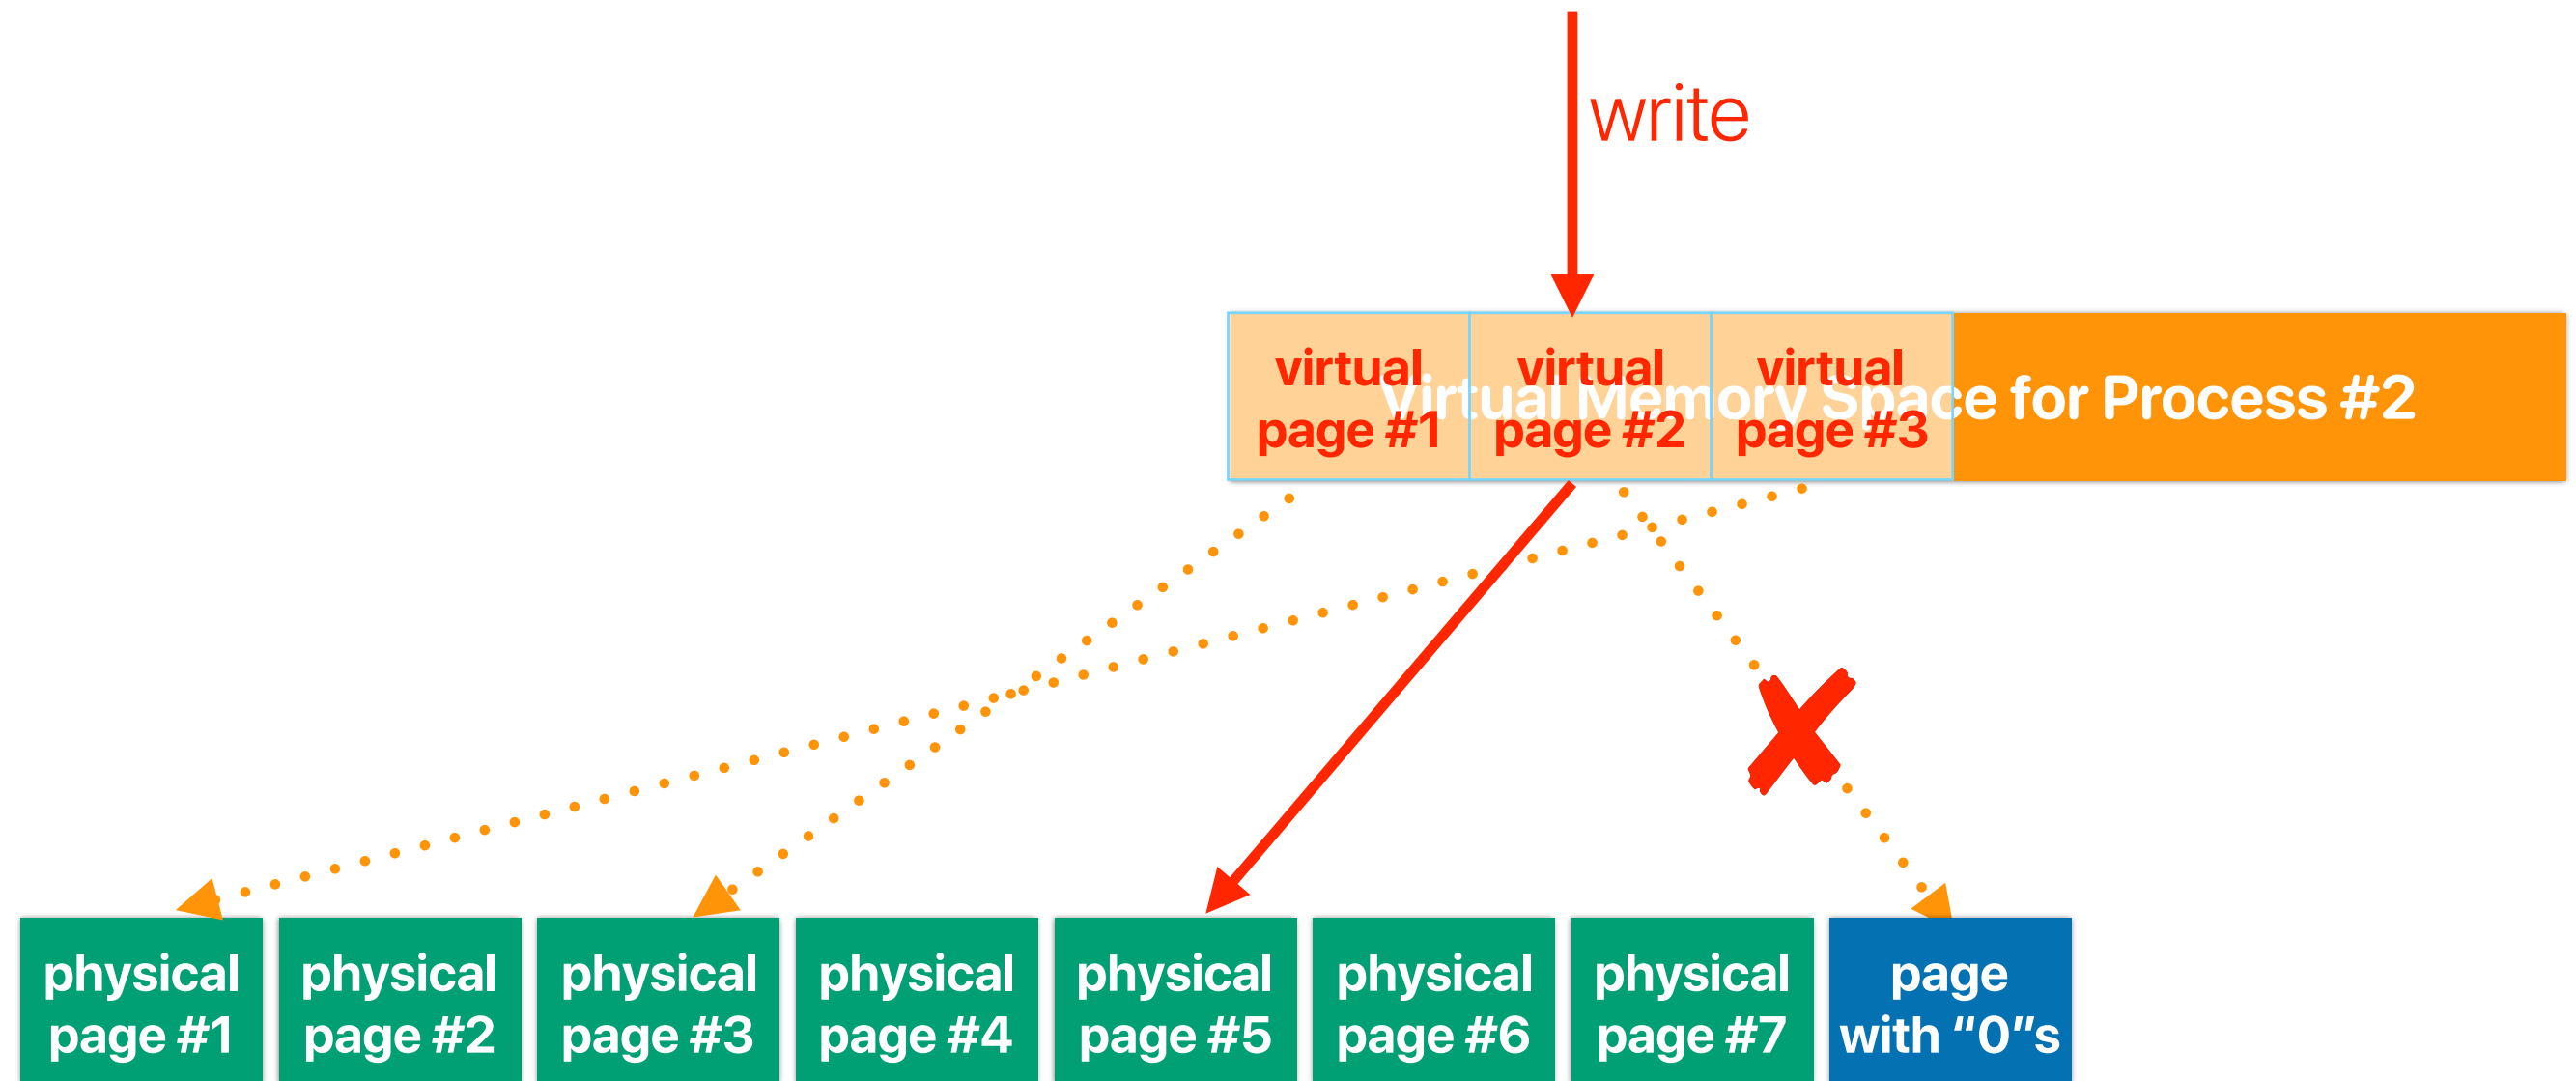 write
virtual
page #1
virtual
page #2
virtual
page #3
Virtual Memory Space for Process #2
physical
page #1
physical
page #2
physical
page #3
physical
page #4
physical
page #5
physical
page #6
physical
page #7
page
with “0”s